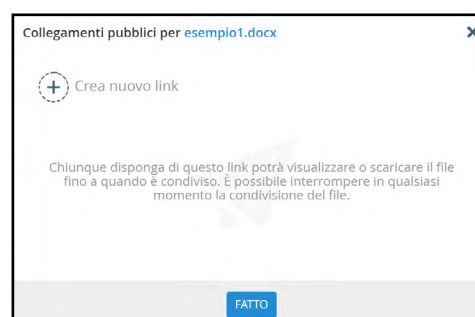 Collegamenti pubblici per esempio1.docx
Crea nuovo link
Chiunque disponga di questo link potrà visualizzare o scaricare il file
fino a quando è condiviso. È possibile interrompere in qualsiasi
momento la condivisione del file.
FATTO